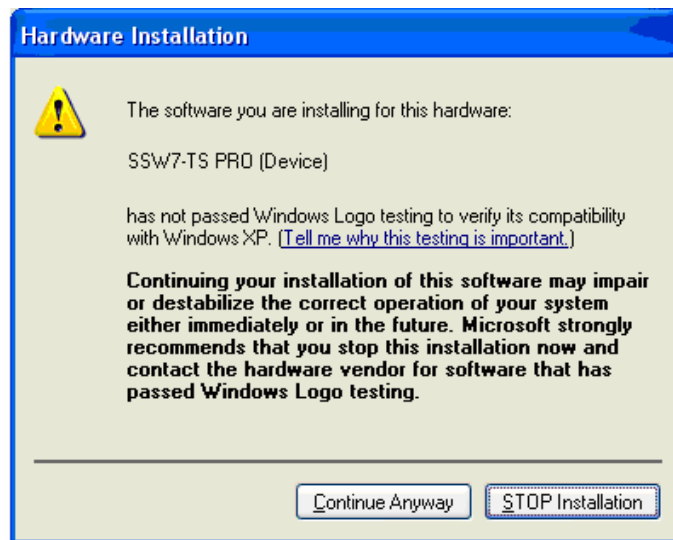 Hardware Installation
The software you are installing for this hardware:
SSW7-TS PRO (Device)
has not passed Windows Logo testing to verify its compatibility
with Windows XP. (Tell me why this testing is important.)
Continuing your installation of this software may impair
or destabilize the correct operation of your system
either immediately or in the future. Microsoft strongly
recommends that you stop this installation now and
contact the hardware vendor for software that has
passed Windows Logo testing.
Continue Anyway
STOP Installation